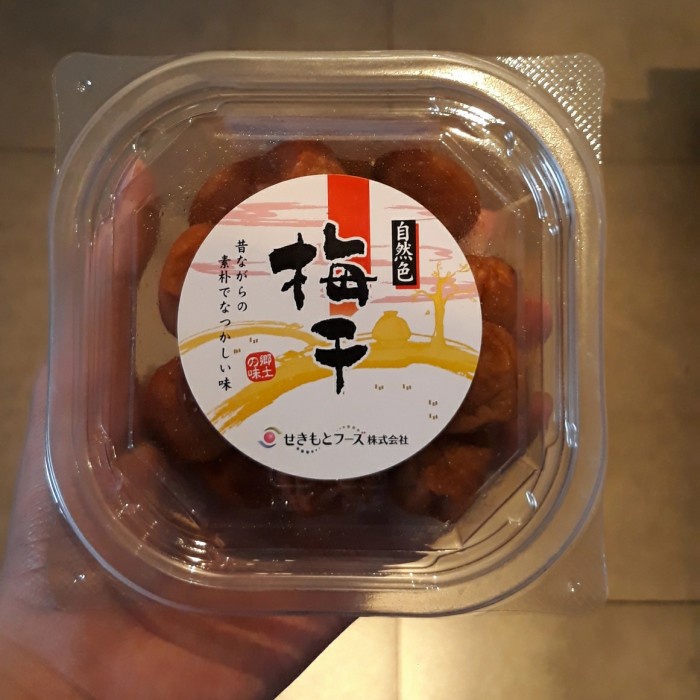 自然色
梅干
昔ながらの
素朴でなつかしい味
郷土
の味
せきもとフーズ株式会社